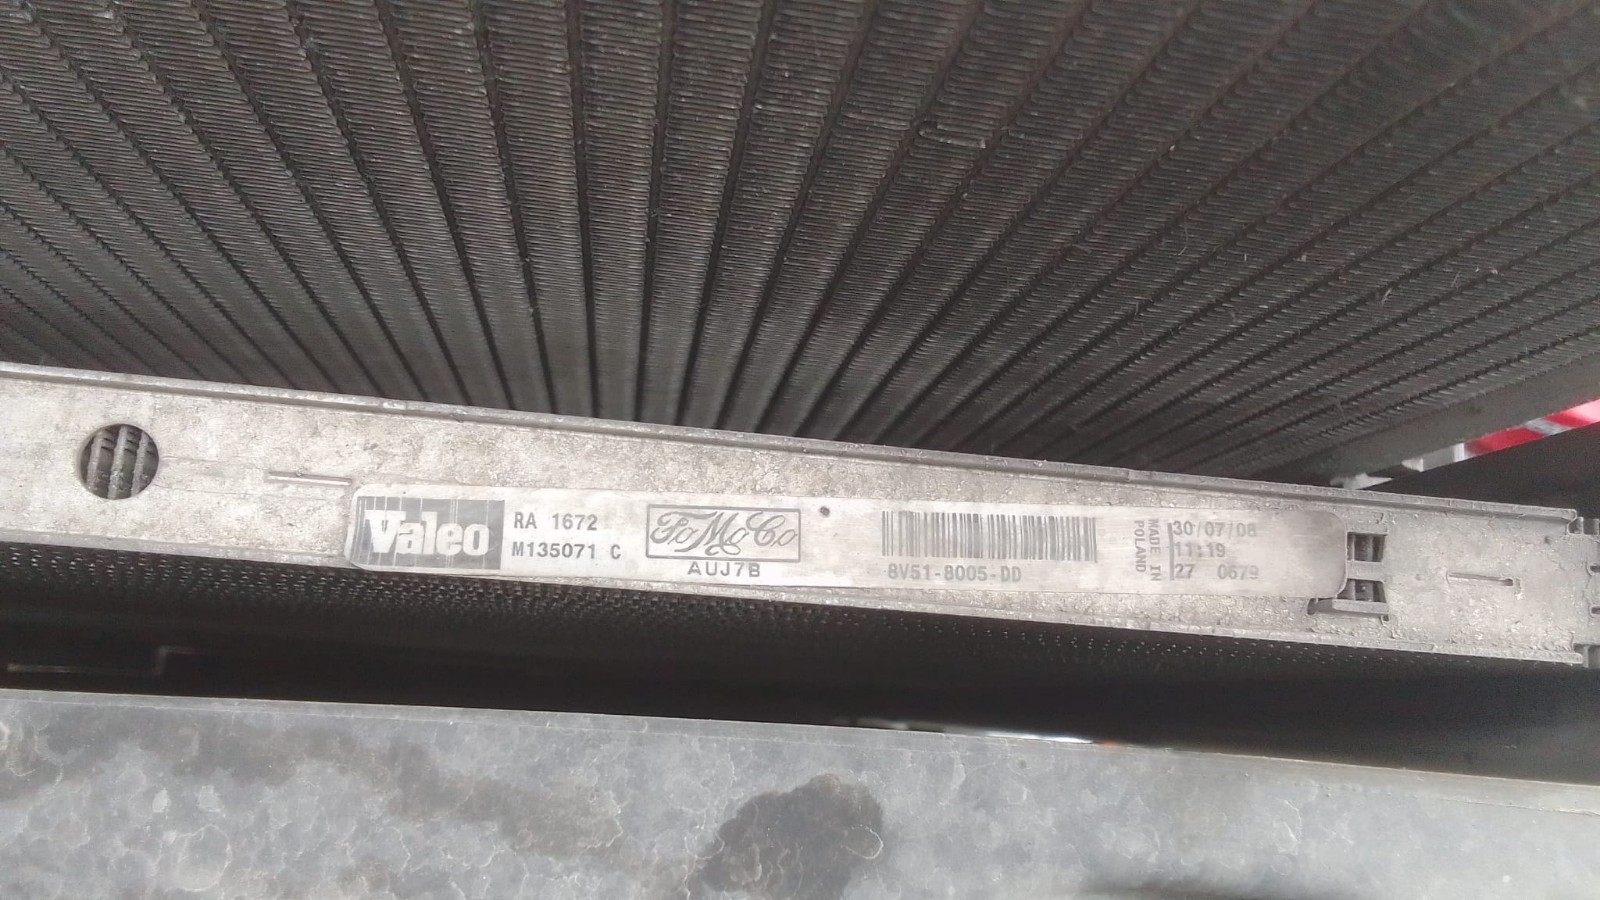 Valeo
RA 1672
M135071 C
FoMoCo
AUJ7B
8V51-8005-DD
MADE IN
POLAND
30/07/08
11:19
27 0679